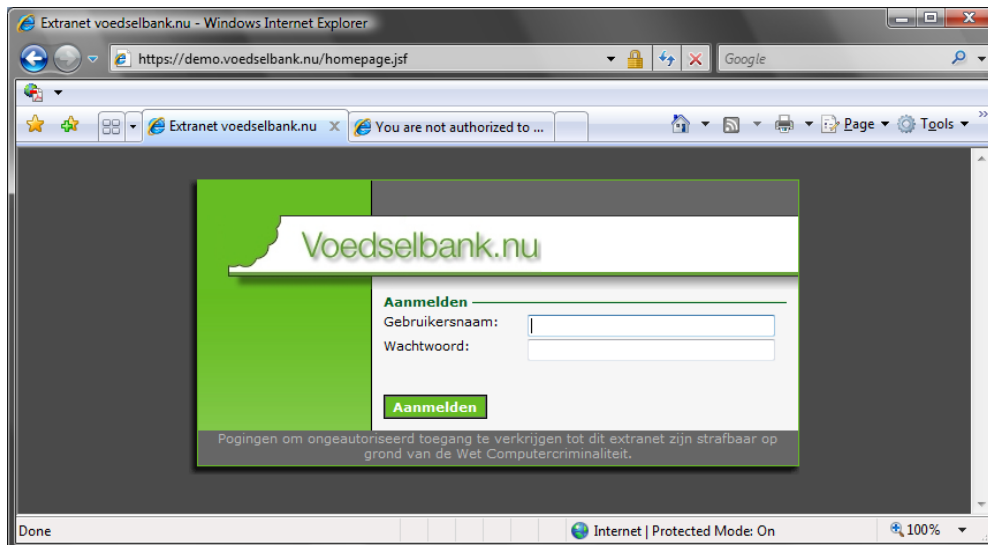 Extranet voedselbank.nu - Windows Internet Explorer
https://demo.voedselbank.nu/homepage.jsf
Google
Extranet voedselbank.nu
You are not authorized to ...
Page
Tools
Voedselbank.nu
Aanmelden
Gebruikersnaam:
Wachtwoord:
Aanmelden
Pogingen om ongeautoriseerd toegang te verkrijgen tot dit extranet zijn strafbaar op
grond van de Wet Computercriminaliteit.
Done
Internet | Protected Mode: On
100%